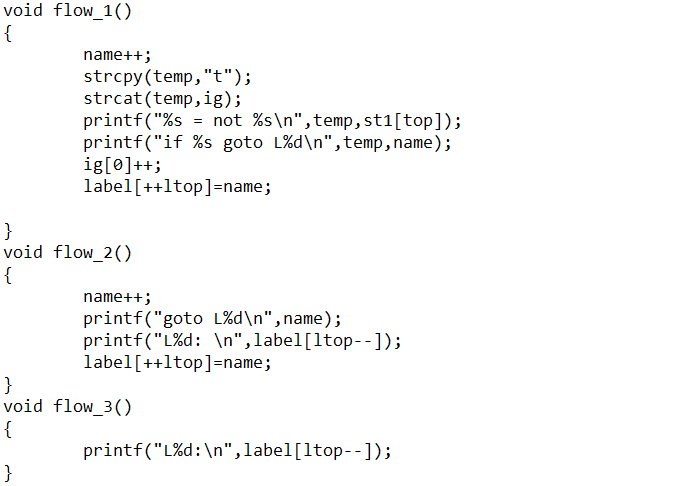 void flow_1()
{
name++;
strcpy(temp,"t");
strcat(temp,ig);
printf("%s = not %s\n",temp,st1[top]);
printf("if %s goto L%d\n",temp,name);
ig[0]++;
label[++ltop]=name;
}
void flow_2()
{
name++;
printf("goto L%d\n",name);
printf("L%d: \n",label[ltop--]);
label[++ltop]=name;
}
void flow_3()
{
printf("L%d:\n",label[ltop--]);
}